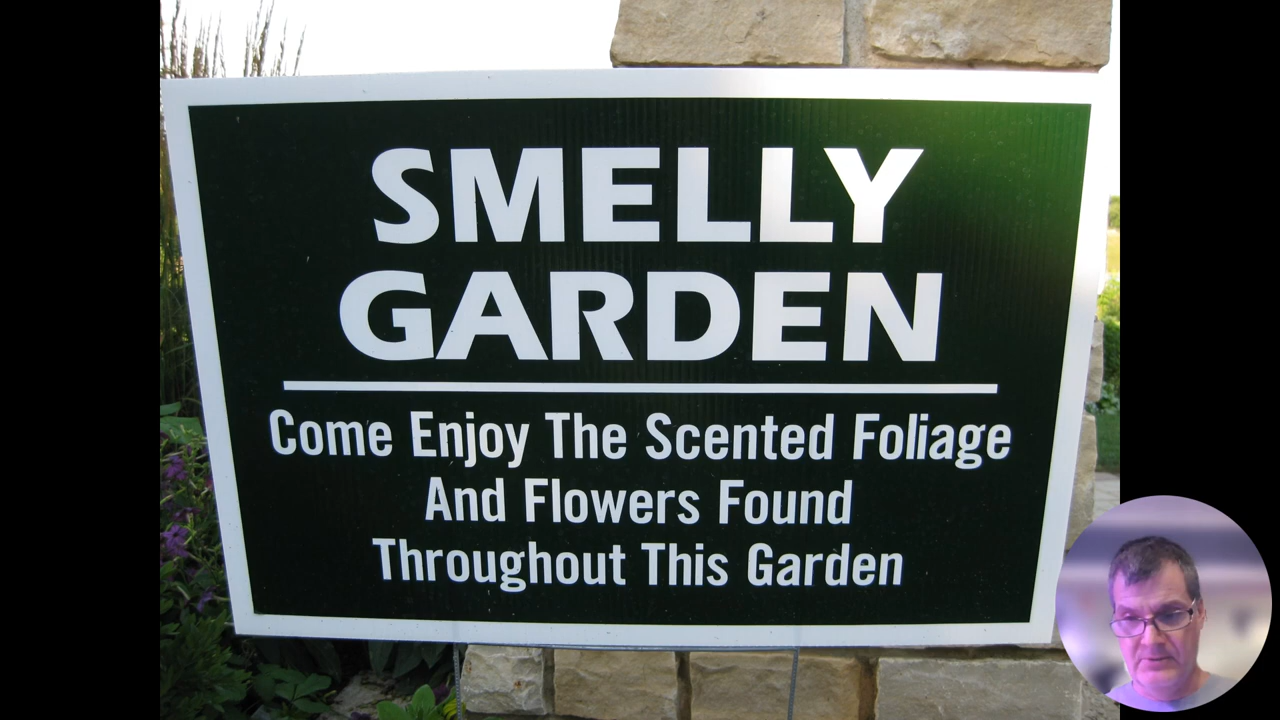 SMELLY
GARDEN
Come Enjoy The Scented Foliage
And Flowers Found
Throughout This Garden